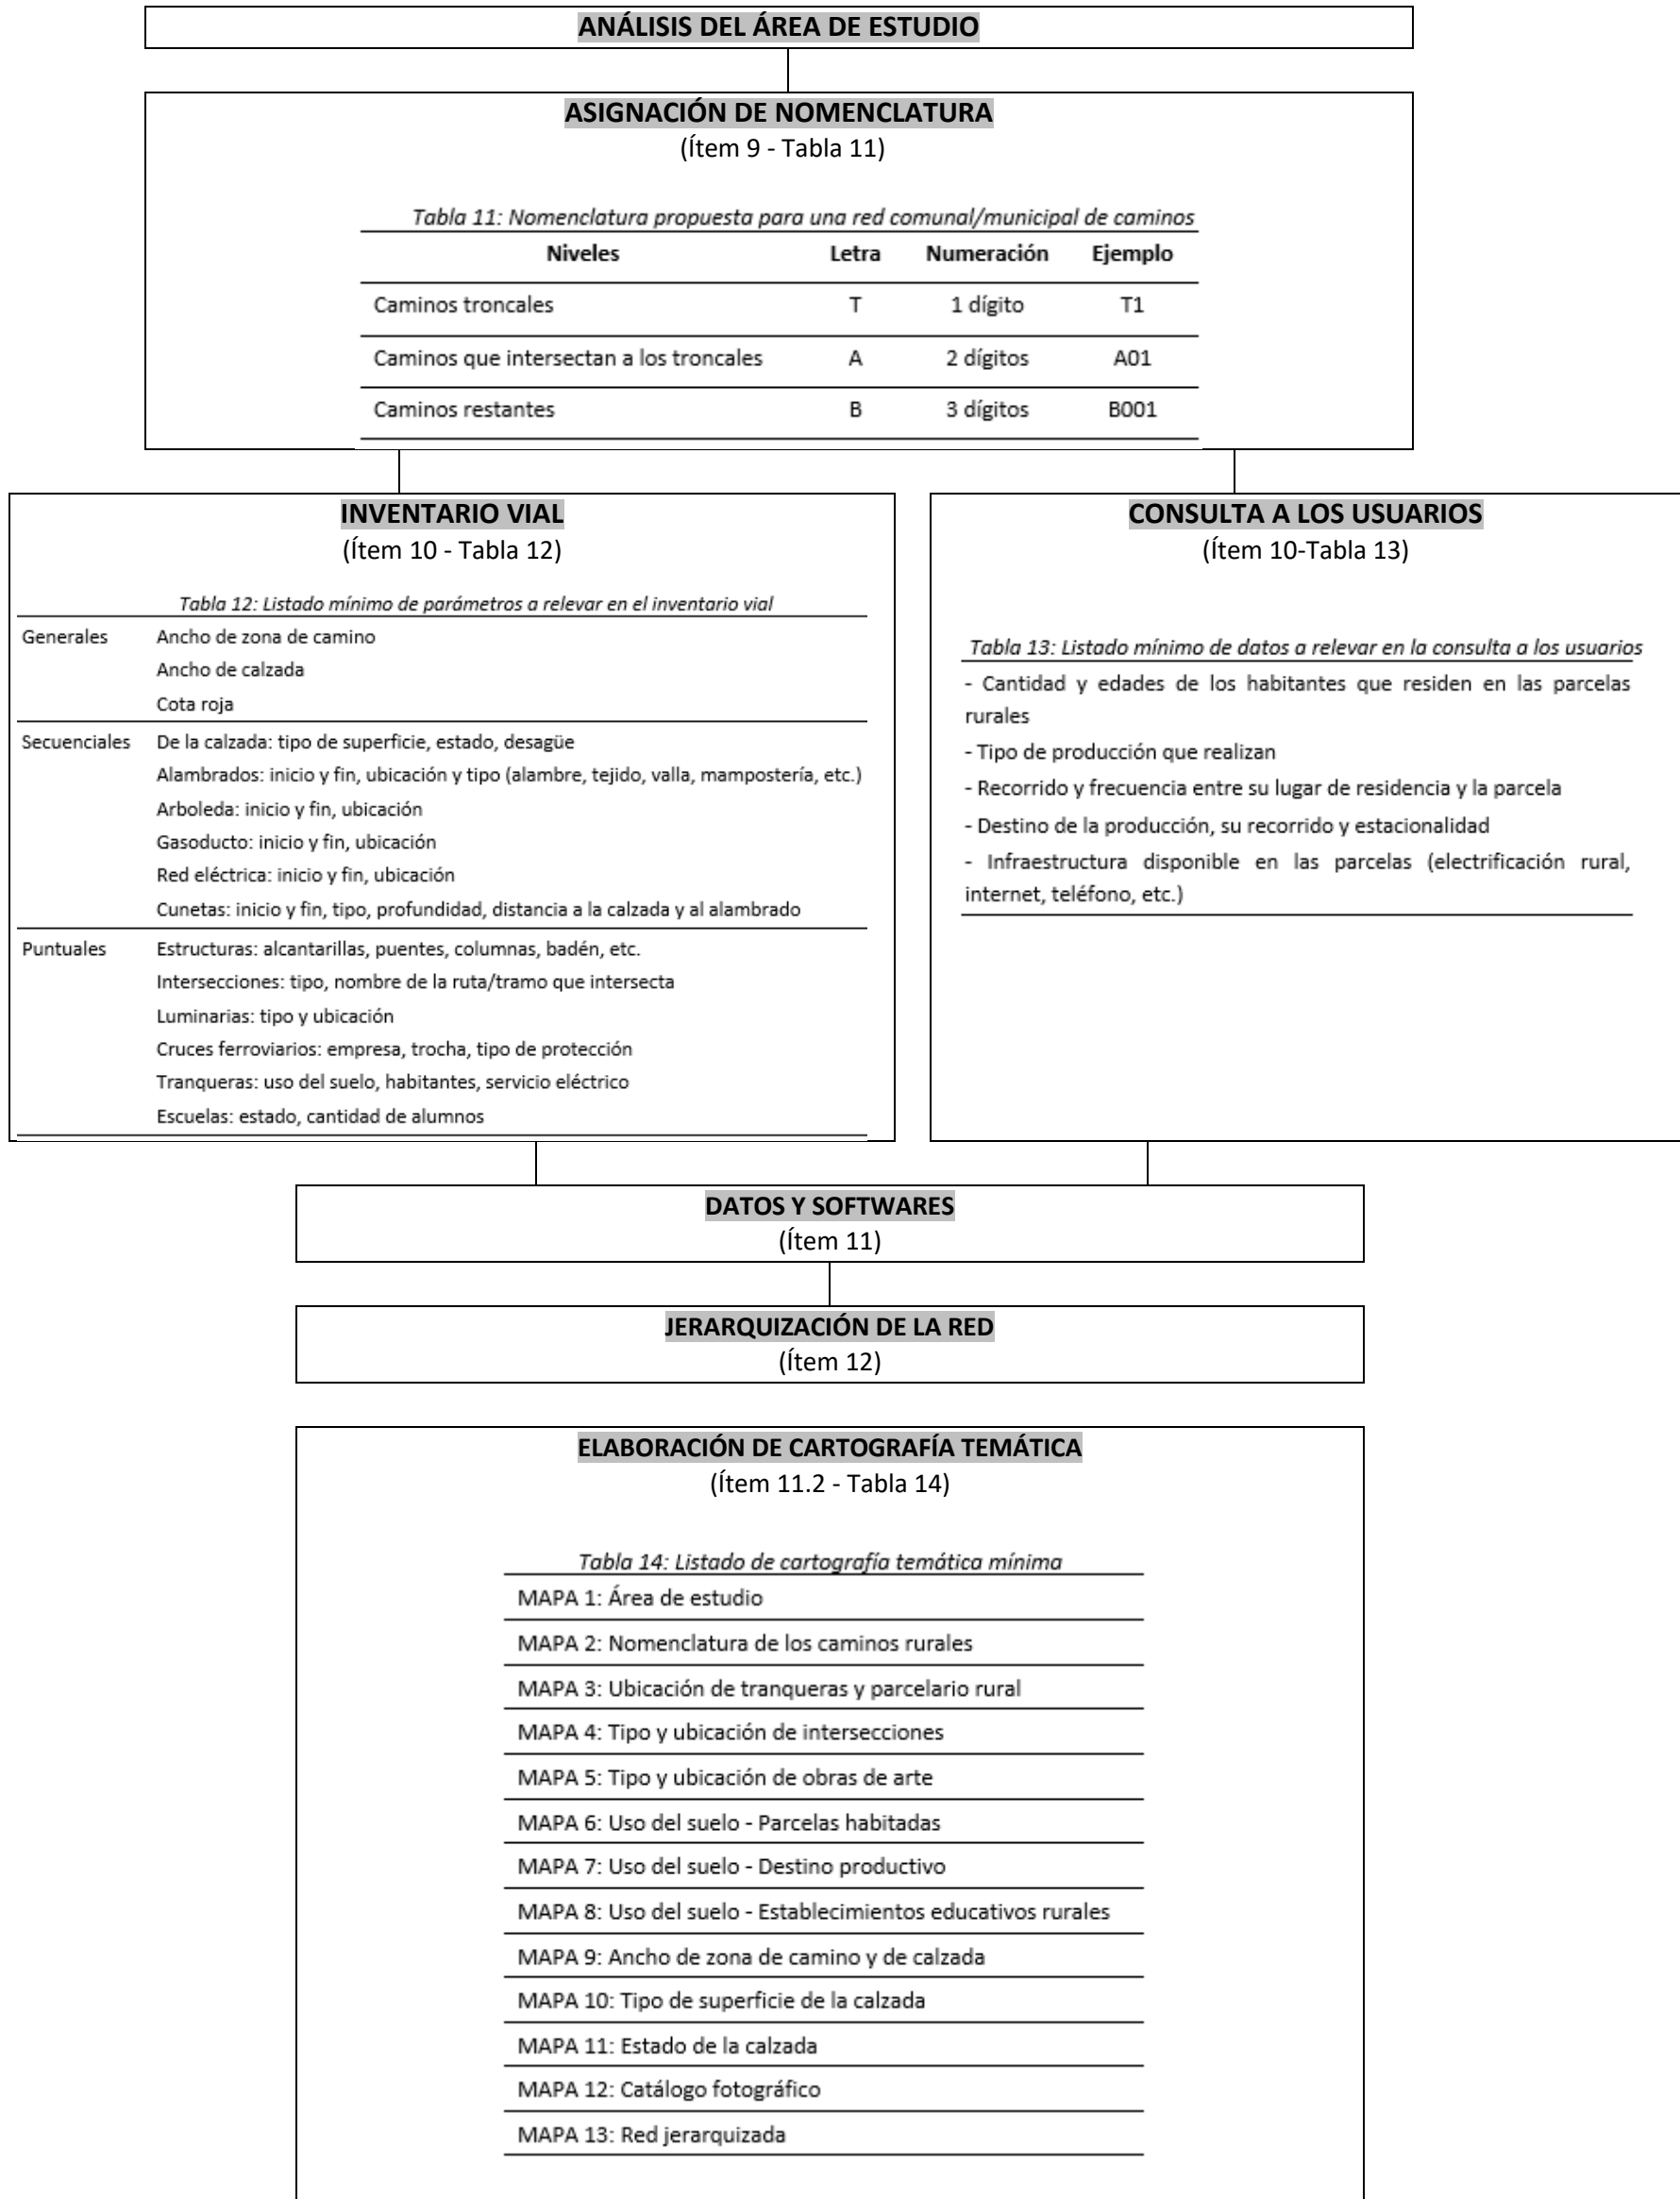 ANÁLISIS DEL ÁREA DE ESTUDIO
ASIGNACIÓN DE NOMENCLATURA
(Ítem 9 - Tabla 11)
Tabla 11: Nomenclatura propuesta para una red comunal/municipal de caminos
Niveles Letra Numeración Ejemplo
Caminos troncales T 1 dígito T1
Caminos que intersectan a los troncales A 2 dígitos A01
Caminos restantes B 3 dígitos B001
INVENTARIO VIAL
(Ítem 10 - Tabla 12)
Tabla 12: Listado mínimo de parámetros a relevar en el inventario vial
Generales Ancho de zona de camino
Ancho de calzada
Cota roja
Secuenciales De la calzada: tipo de superficie, estado, desagüe
Alambrados: inicio y fin, ubicación y tipo (alambre, tejido, valla, mampostería, etc.)
Arboleda: inicio y fin, ubicación
Gasoducto: inicio y fin, ubicación
Red eléctrica: inicio y fin, ubicación
Cunetas: inicio y fin, tipo, profundidad, distancia a la calzada y al alambrado
Puntuales Estructuras: alcantarillas, puentes, columnas, badén, etc.
Intersecciones: tipo, nombre de la ruta/tramo que intersecta
Luminarias: tipo y ubicación
Cruces ferroviarios: empresa, trocha, tipo de protección
Tranqueras: uso del suelo, habitantes, servicio eléctrico
Escuelas: estado, cantidad de alumnos
CONSULTA A LOS USUARIOS
(Ítem 10-Tabla 13)
Tabla 13: Listado mínimo de datos a relevar en la consulta a los usuarios
- Cantidad y edades de los habitantes que residen en las parcelas
rurales
- Tipo de producción que realizan
- Recorrido y frecuencia entre su lugar de residencia y la parcela
- Destino de la producción, su recorrido y estacionalidad
- Infraestructura disponible en las parcelas (electrificación rural,
internet, teléfono, etc.)
DATOS Y SOFTWARES
(Ítem 11)
JERARQUIZACIÓN DE LA RED
(Ítem 12)
ELABORACIÓN DE CARTOGRAFÍA TEMÁTICA
(Ítem 11.2 - Tabla 14)
Tabla 14: Listado de cartografía temática mínima
MAPA 1: Área de estudio
MAPA 2: Nomenclatura de los caminos rurales
MAPA 3: Ubicación de tranqueras y parcelario rural
MAPA 4: Tipo y ubicación de intersecciones
MAPA 5: Tipo y ubicación de obras de arte
MAPA 6: Uso del suelo - Parcelas habitadas
MAPA 7: Uso del suelo - Destino productivo
MAPA 8: Uso del suelo - Establecimientos educativos rurales
MAPA 9: Ancho de zona de camino y de calzada
MAPA 10: Tipo de superficie de la calzada
MAPA 11: Estado de la calzada
MAPA 12: Catálogo fotográfico
MAPA 13: Red jerarquizada